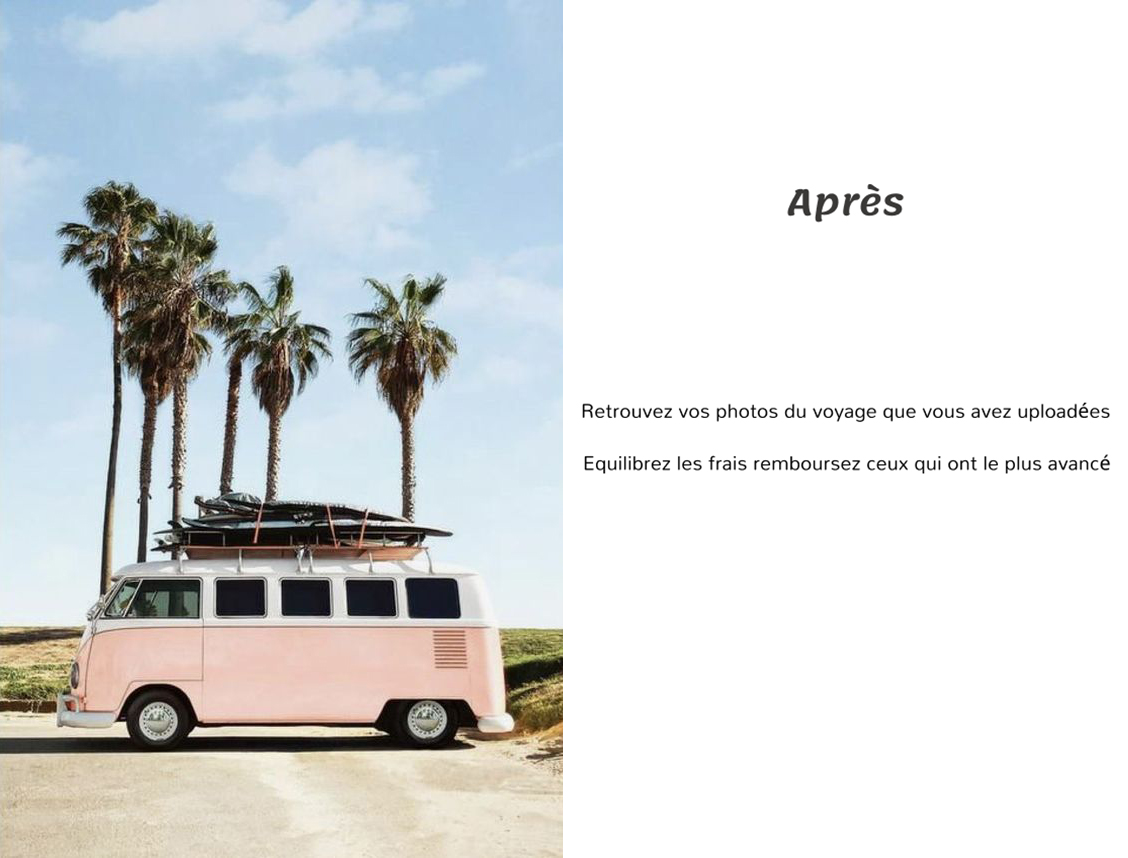 Après
Retrouvez vos photos du voyage que vous avez uploadées
Equilibrez les frais remboursez ceux qui ont le plus avancé